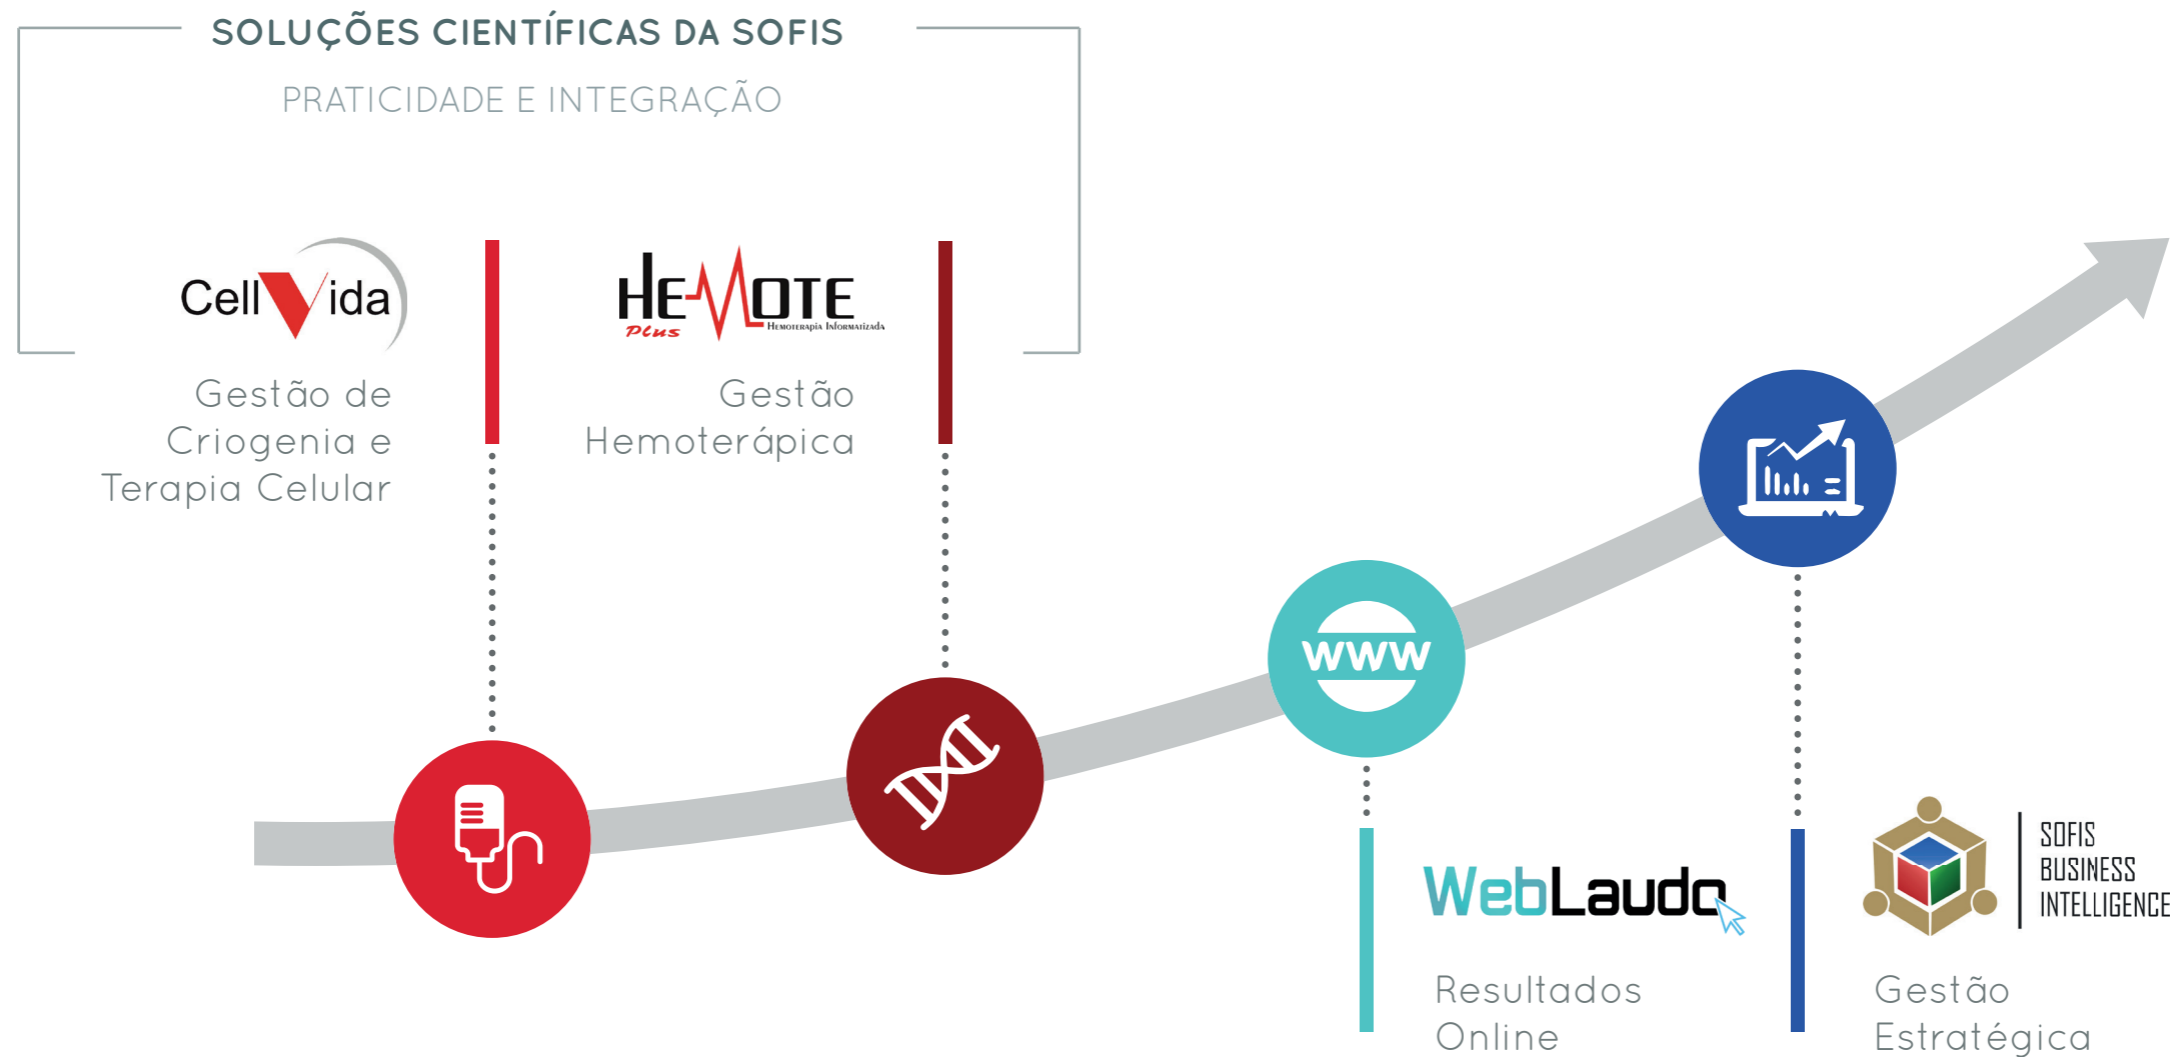 SOLUÇÕES CIENTÍFICAS DA SOFIS
PRATICIDADE E INTEGRAÇÃO
CellVida
Gestão de
Criogenia e
Terapia Celular
HEMOTE
Plus
Hemoterapia Informatizada
Gestão
Hemoterápica
WWW
WebLaudo
Resultados
Online
SOFIS
BUSINESS
INTELLIGENCE
Gestão
Estratégica